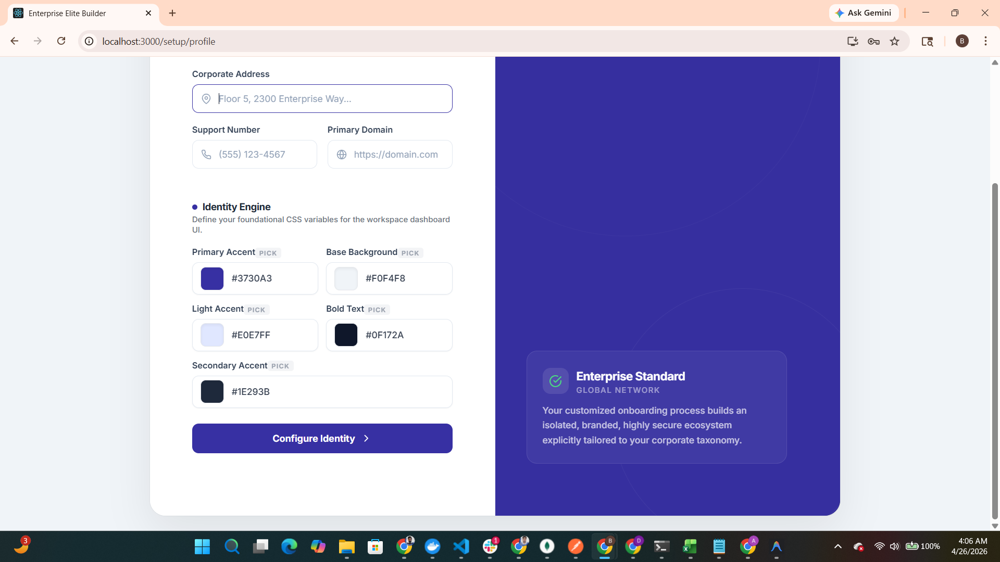 Enterprise Elite Builder
Ask Gemini
localhost:3000/setup/profile
B
Corporate Address
Floor 5, 2300 Enterprise Way...
Support Number
Primary Domain
(555) 123-4567
https://domain.com
Identity Engine
Define your foundational CSS variables for the workspace dashboard
UI.
Primary Accent PICK
Base Background PICK
#3730A3
#F0F4F8
Light Accent PICK
Bold Text PICK
#E0E7FF
#0F172A
Secondary Accent PICK
#1E293B
Configure Identity
Enterprise Standard
GLOBAL NETWORK
Your customized onboarding process builds an
isolated, branded, highly secure ecosystem
explicitly tailored to your corporate taxonomy.
3
1
B
D
A
100%
4:06 AM
4/26/2026